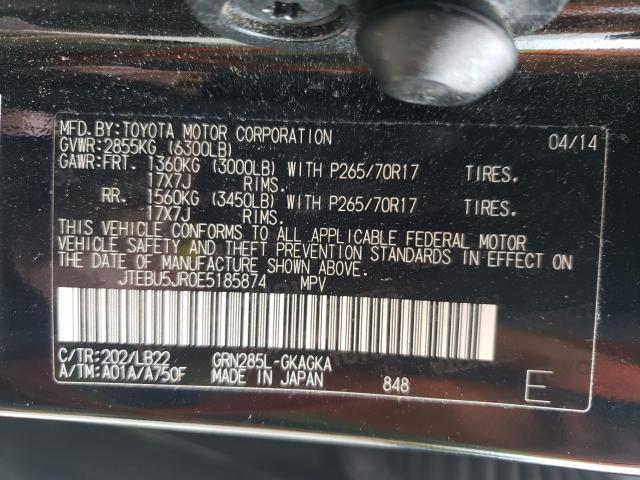 MFD.BY:TOYOTA MOTOR CORPORATION 04/14
GVWR:2855KG (6300LB)
GAWR:FRT. 1360KG (3000LB) WITH P265/70R17 TIRES.
17X7J RIMS.
RR. 1560KG (3450LB) WITH P265/70R17 TIRES.
17X7J RIMS.
THIS VEHICLE CONFORMS TO ALL APPLICABLE FEDERAL MOTOR
VEHICLE SAFETY AND THEFT PREVENTION STANDARDS IN EFFECT ON
THE DATE OF MANUFACTURE SHOWN ABOVE.
JTEBU5JR0E5185874 MPV
C/TR:202/LB22 GRN285L-GKAGKA
A/TM:A01A/A750F MADE IN JAPAN 848 E